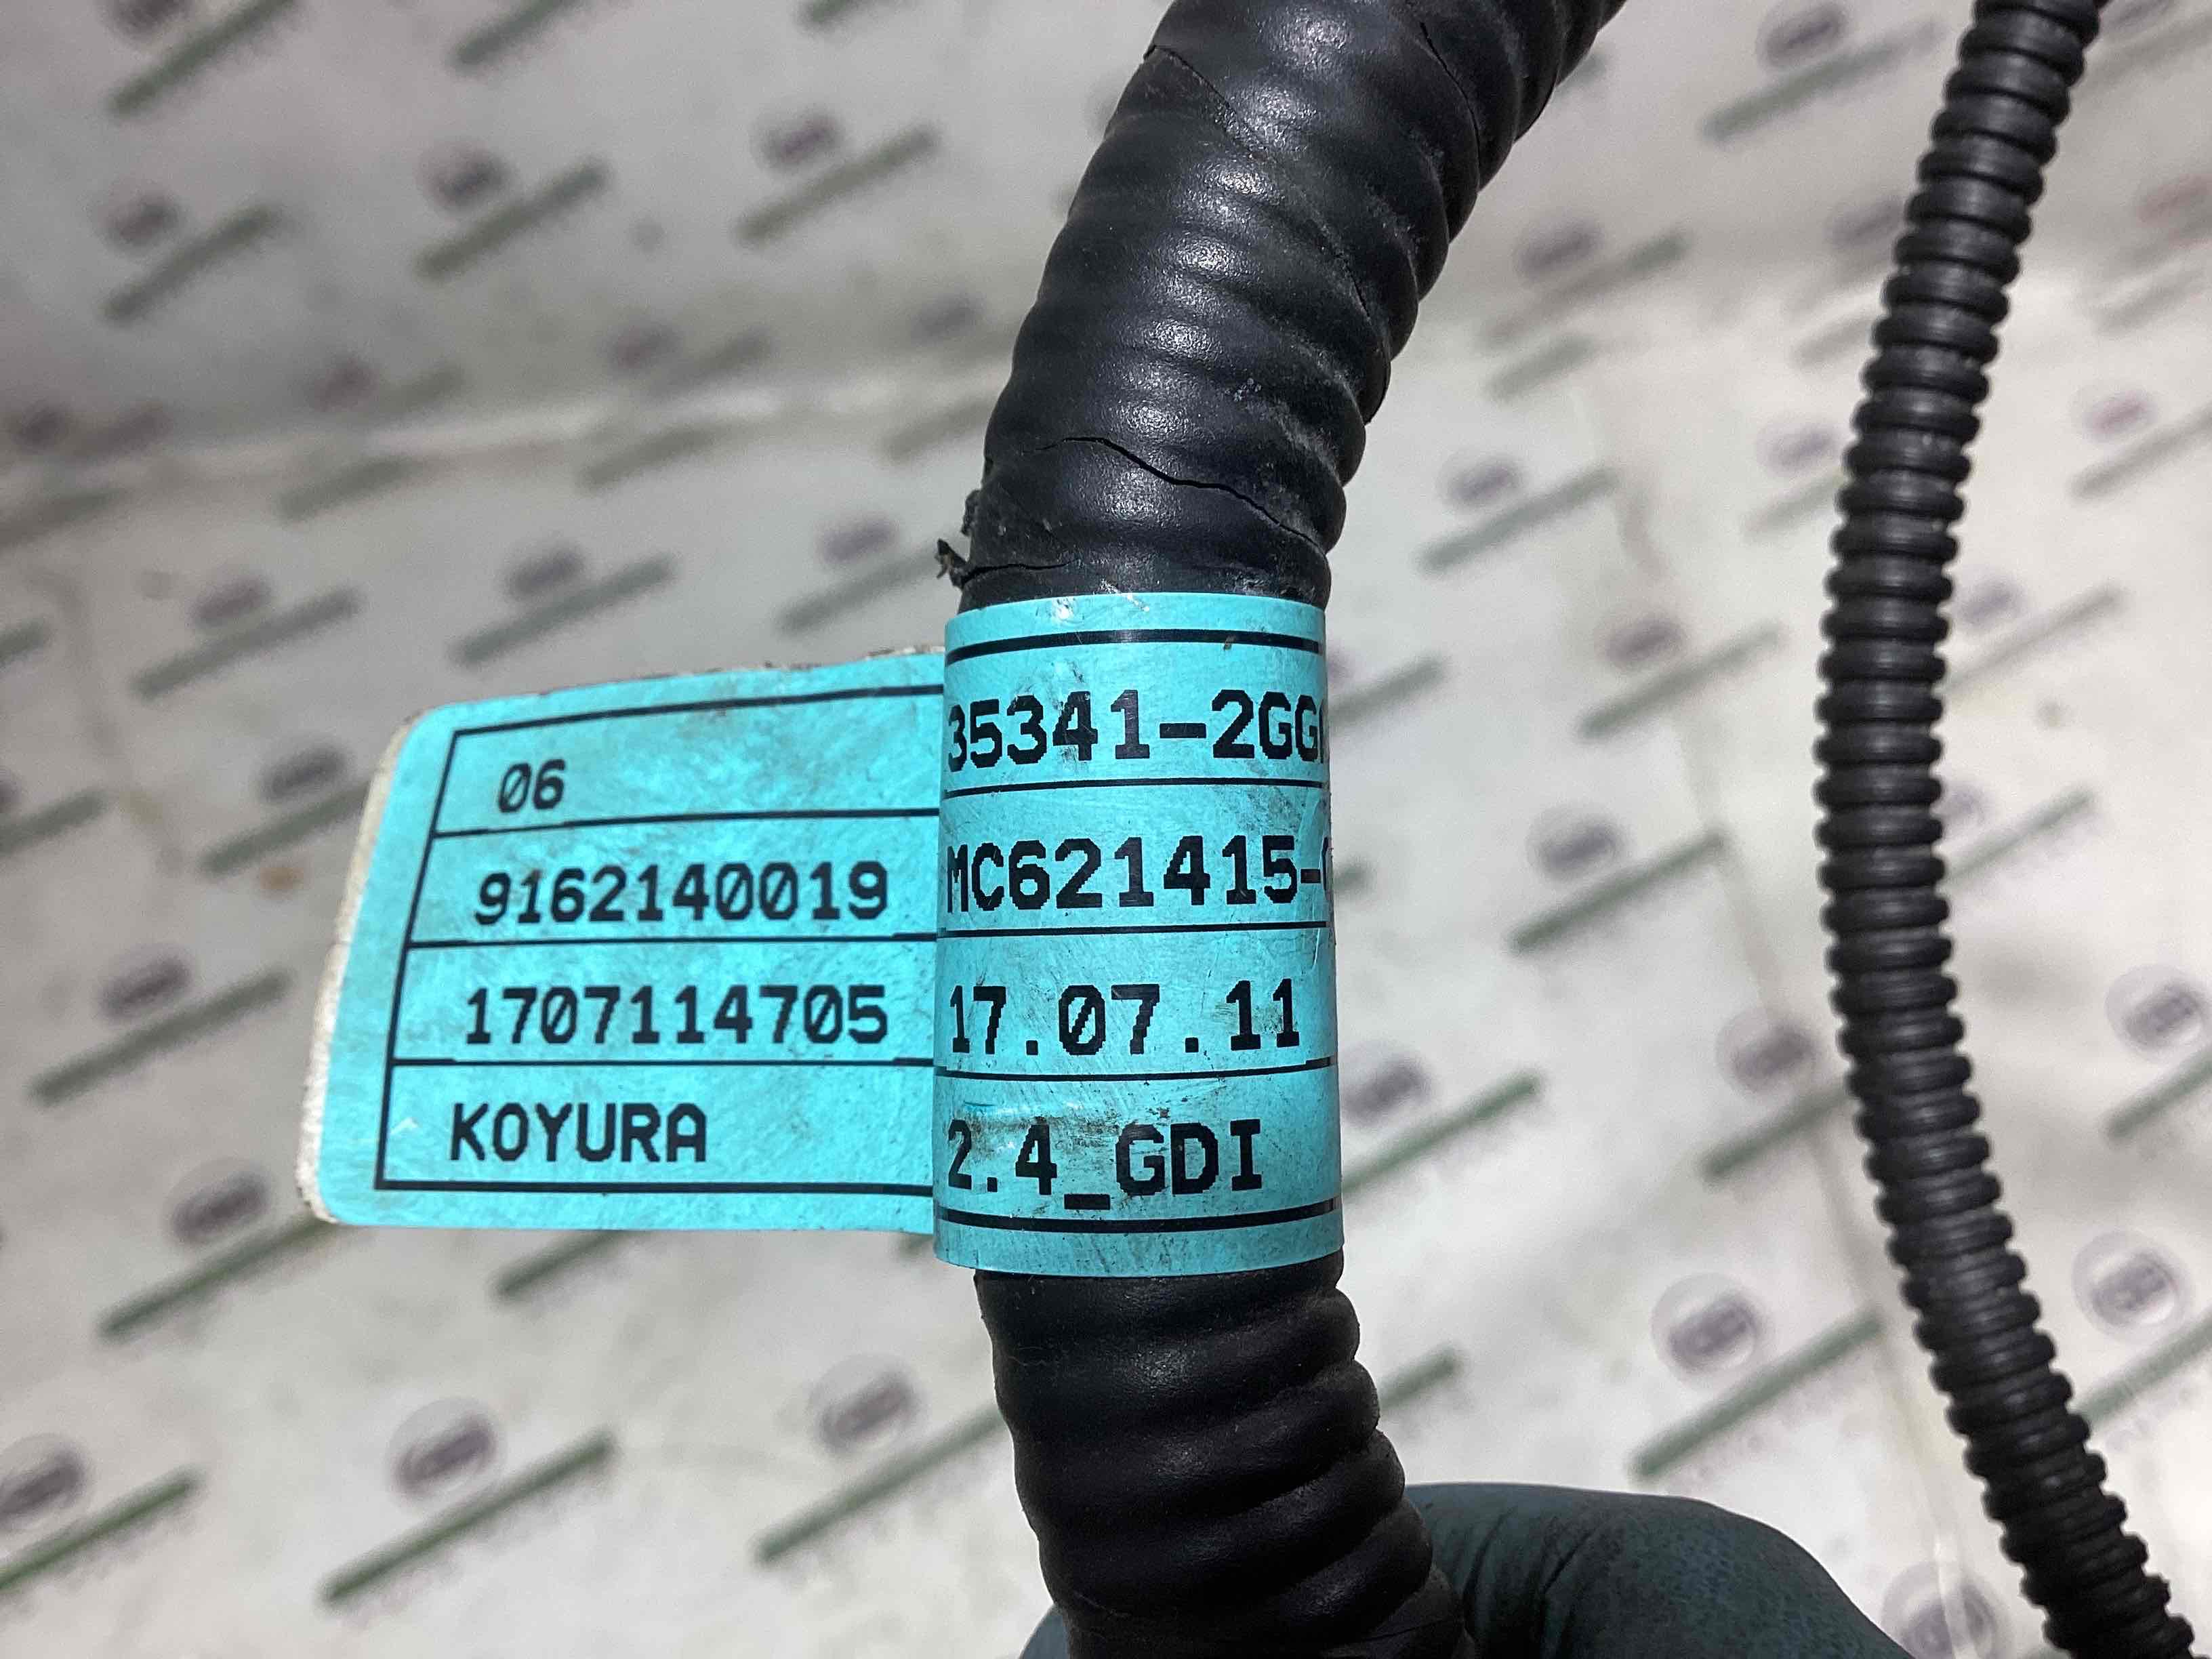 06
9162140019
1707114705
KOYURA
35341-2GG
MC621415-
17.07.11
2.4_GDI